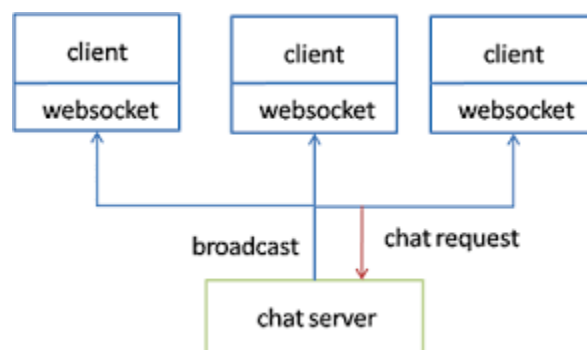 client
websocket
client
websocket
client
websocket
broadcast
chat request
chat server